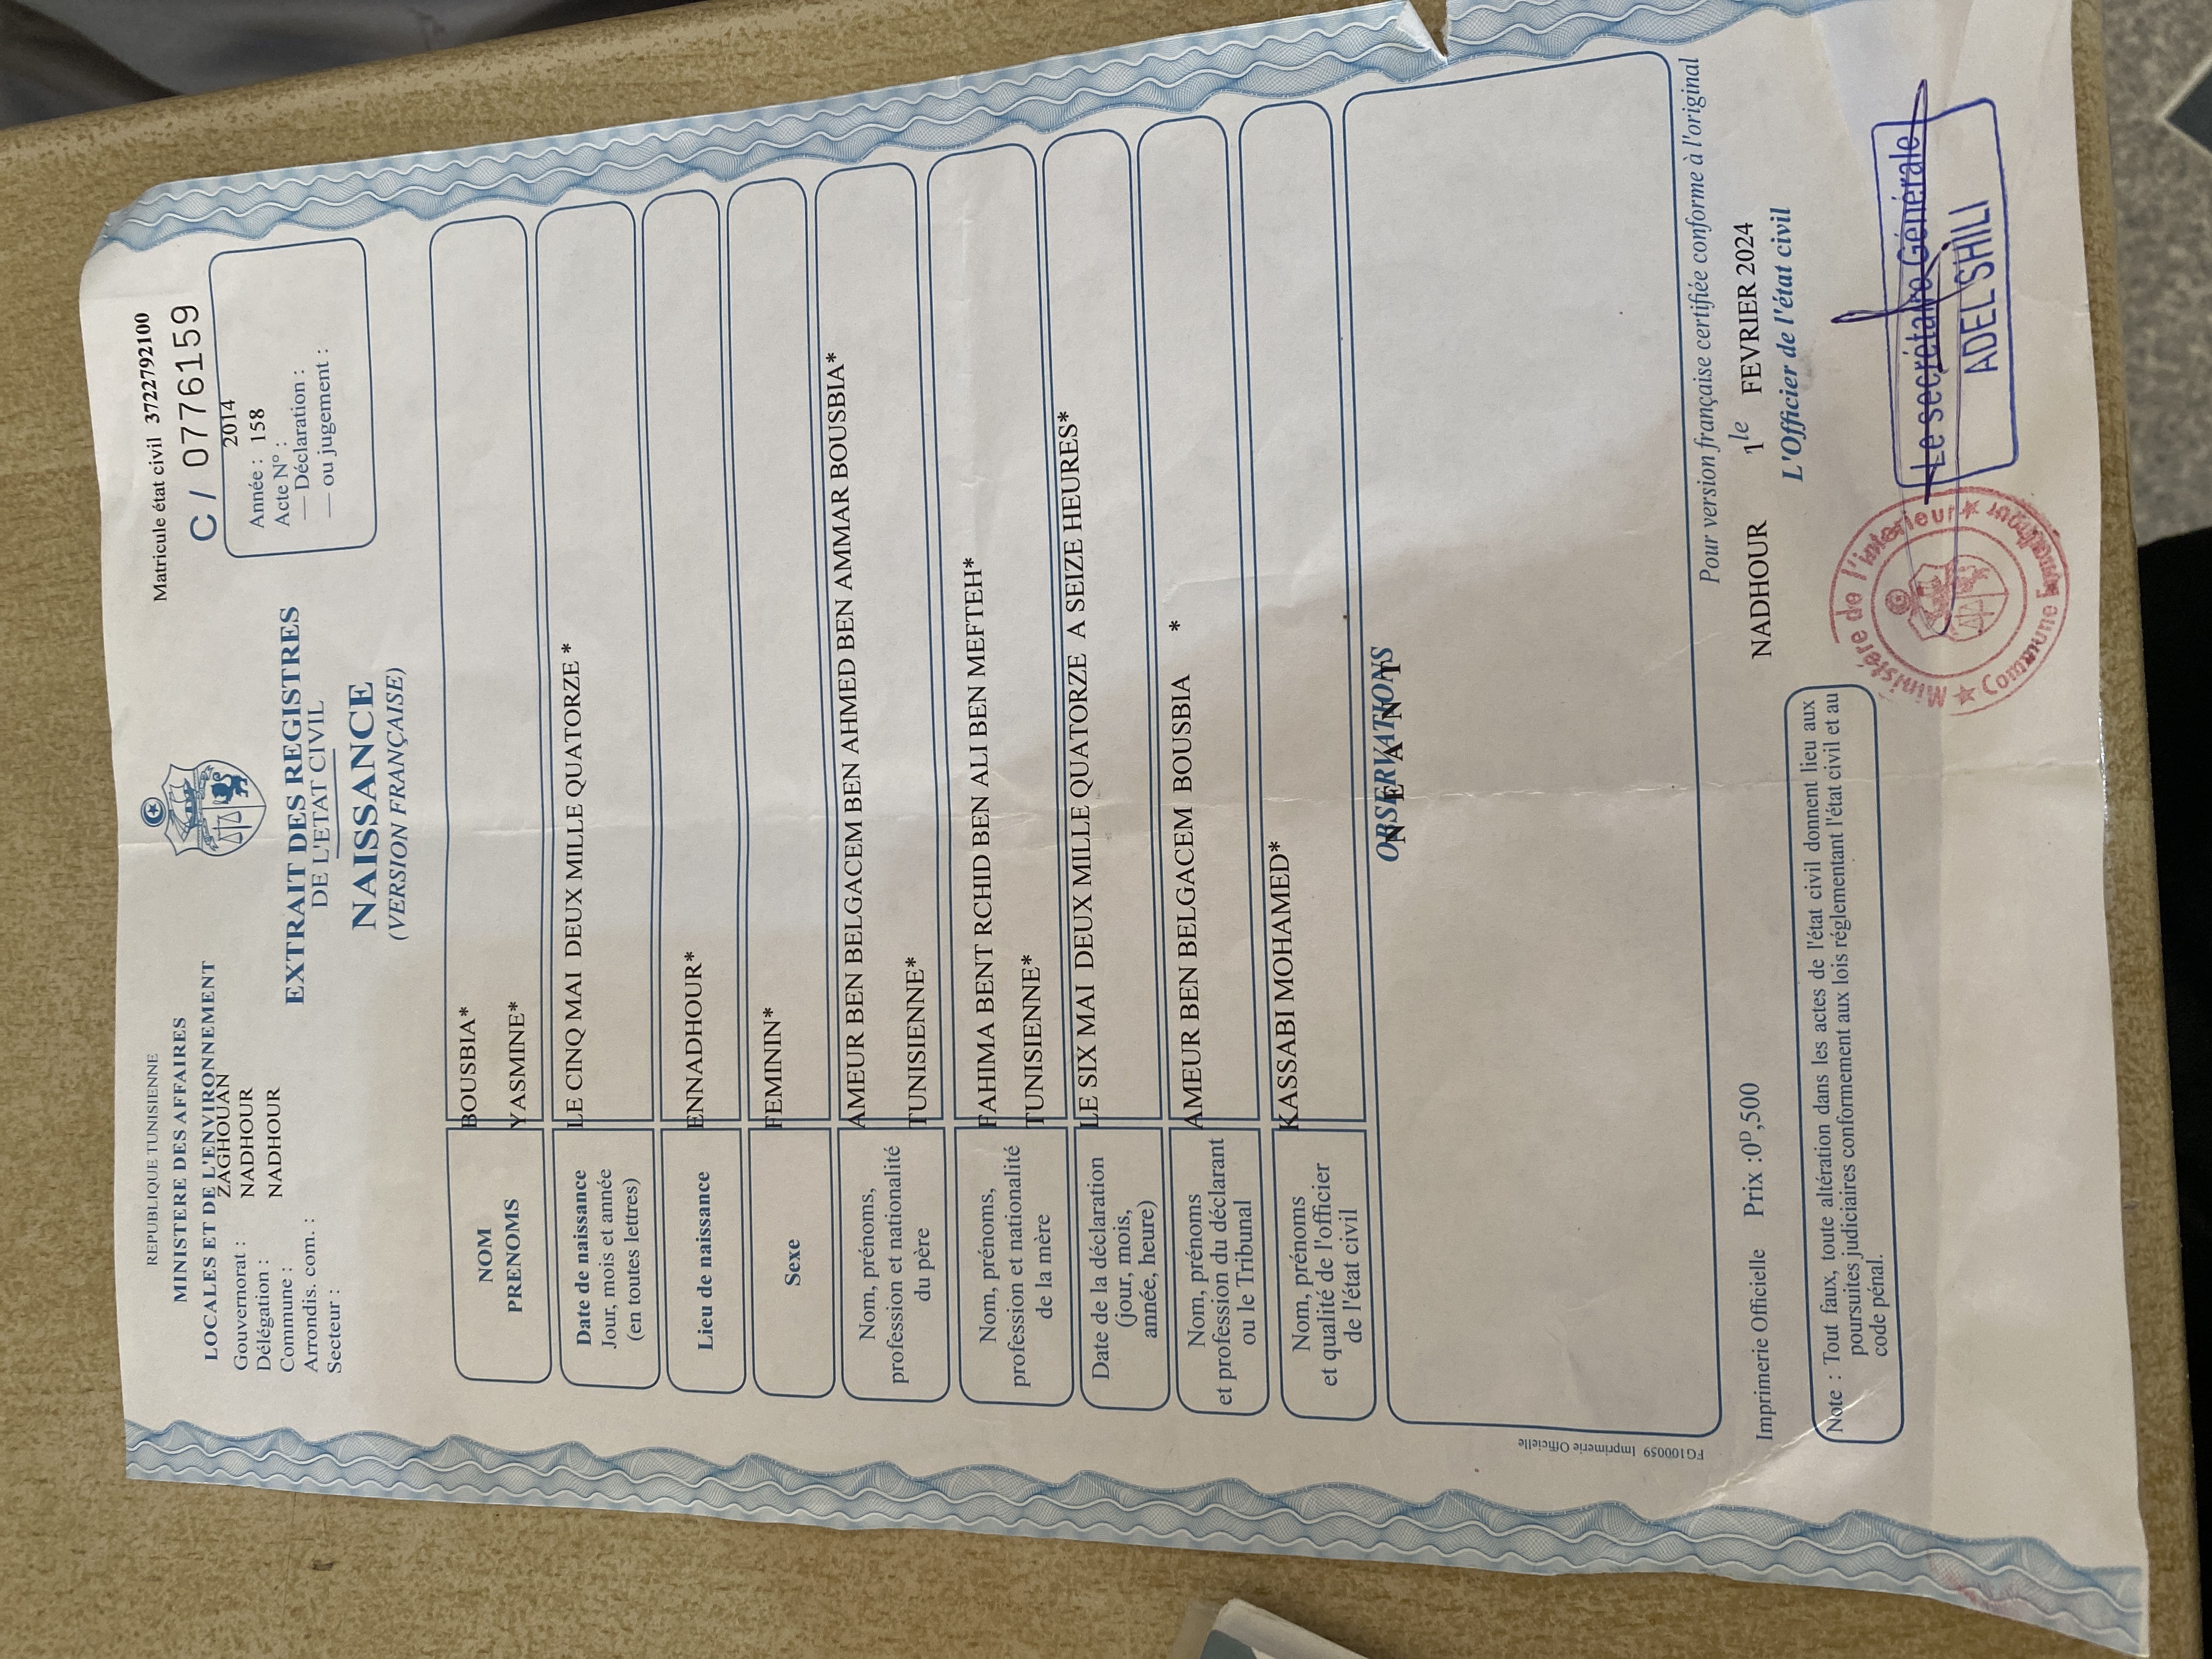 REPUBLIQUE TUNISIENNE
MINISTERE DES AFFAIRES
LOCALES ET DE L'ENVIRONNEMENT
Gouvernorat : ZAGHOUAN
Délégation : NADHOUR
Commune : NADHOUR
Arrondis. com. :
Secteur :
Matricule état civil 3722792100
C / 0776159
2014
Année : 158
Acte N° :
— Déclaration :
— ou jugement :
EXTRAIT DES REGISTRES
DE L'ETAT CIVIL
NAISSANCE
(VERSION FRANÇAISE)
NOM BOUSBIA*
PRENOMS YASMINE*
Date de naissance
Jour, mois et année
(en toutes lettres)
LE CINQ MAI DEUX MILLE QUATORZE *
Lieu de naissance ENNADHOUR*
Sexe FEMININ*
Nom, prénoms,
profession et nationalité
du père
AMEUR BEN BELGACEM BEN AHMED BEN AMMAR BOUSBIA*
TUNISIENNE*
Nom, prénoms,
profession et nationalité
de la mère
FAHIMA BENT RCHID BEN ALI BEN MEFTEH*
TUNISIENNE*
Date de la déclaration
(jour, mois,
année, heure)
LE SIX MAI DEUX MILLE QUATORZE A SEIZE HEURES*
Nom, prénoms
et profession du déclarant
ou le Tribunal
AMEUR BEN BELGACEM BOUSBIA *
Nom, prénoms
et qualité de l'officier
de l'état civil
KASSABI MOHAMED*
OBSERVATIONS
N E A N T
FG100059 Imprimerie Officielle
Pour version française certifiée conforme à l'original
Imprimerie Officielle Prix :0D,500
NADHOUR 1le FEVRIER 2024
L'Officier de l'état civil
Note : Tout faux, toute altération dans les actes de l'état civil donnent lieu aux
poursuites judiciaires conformement aux lois réglementant l'état civil et au
code pénal.
Ministère de l'interieur
Commune Ennadhour
Le secrétaire Générale
ADEL SHILI